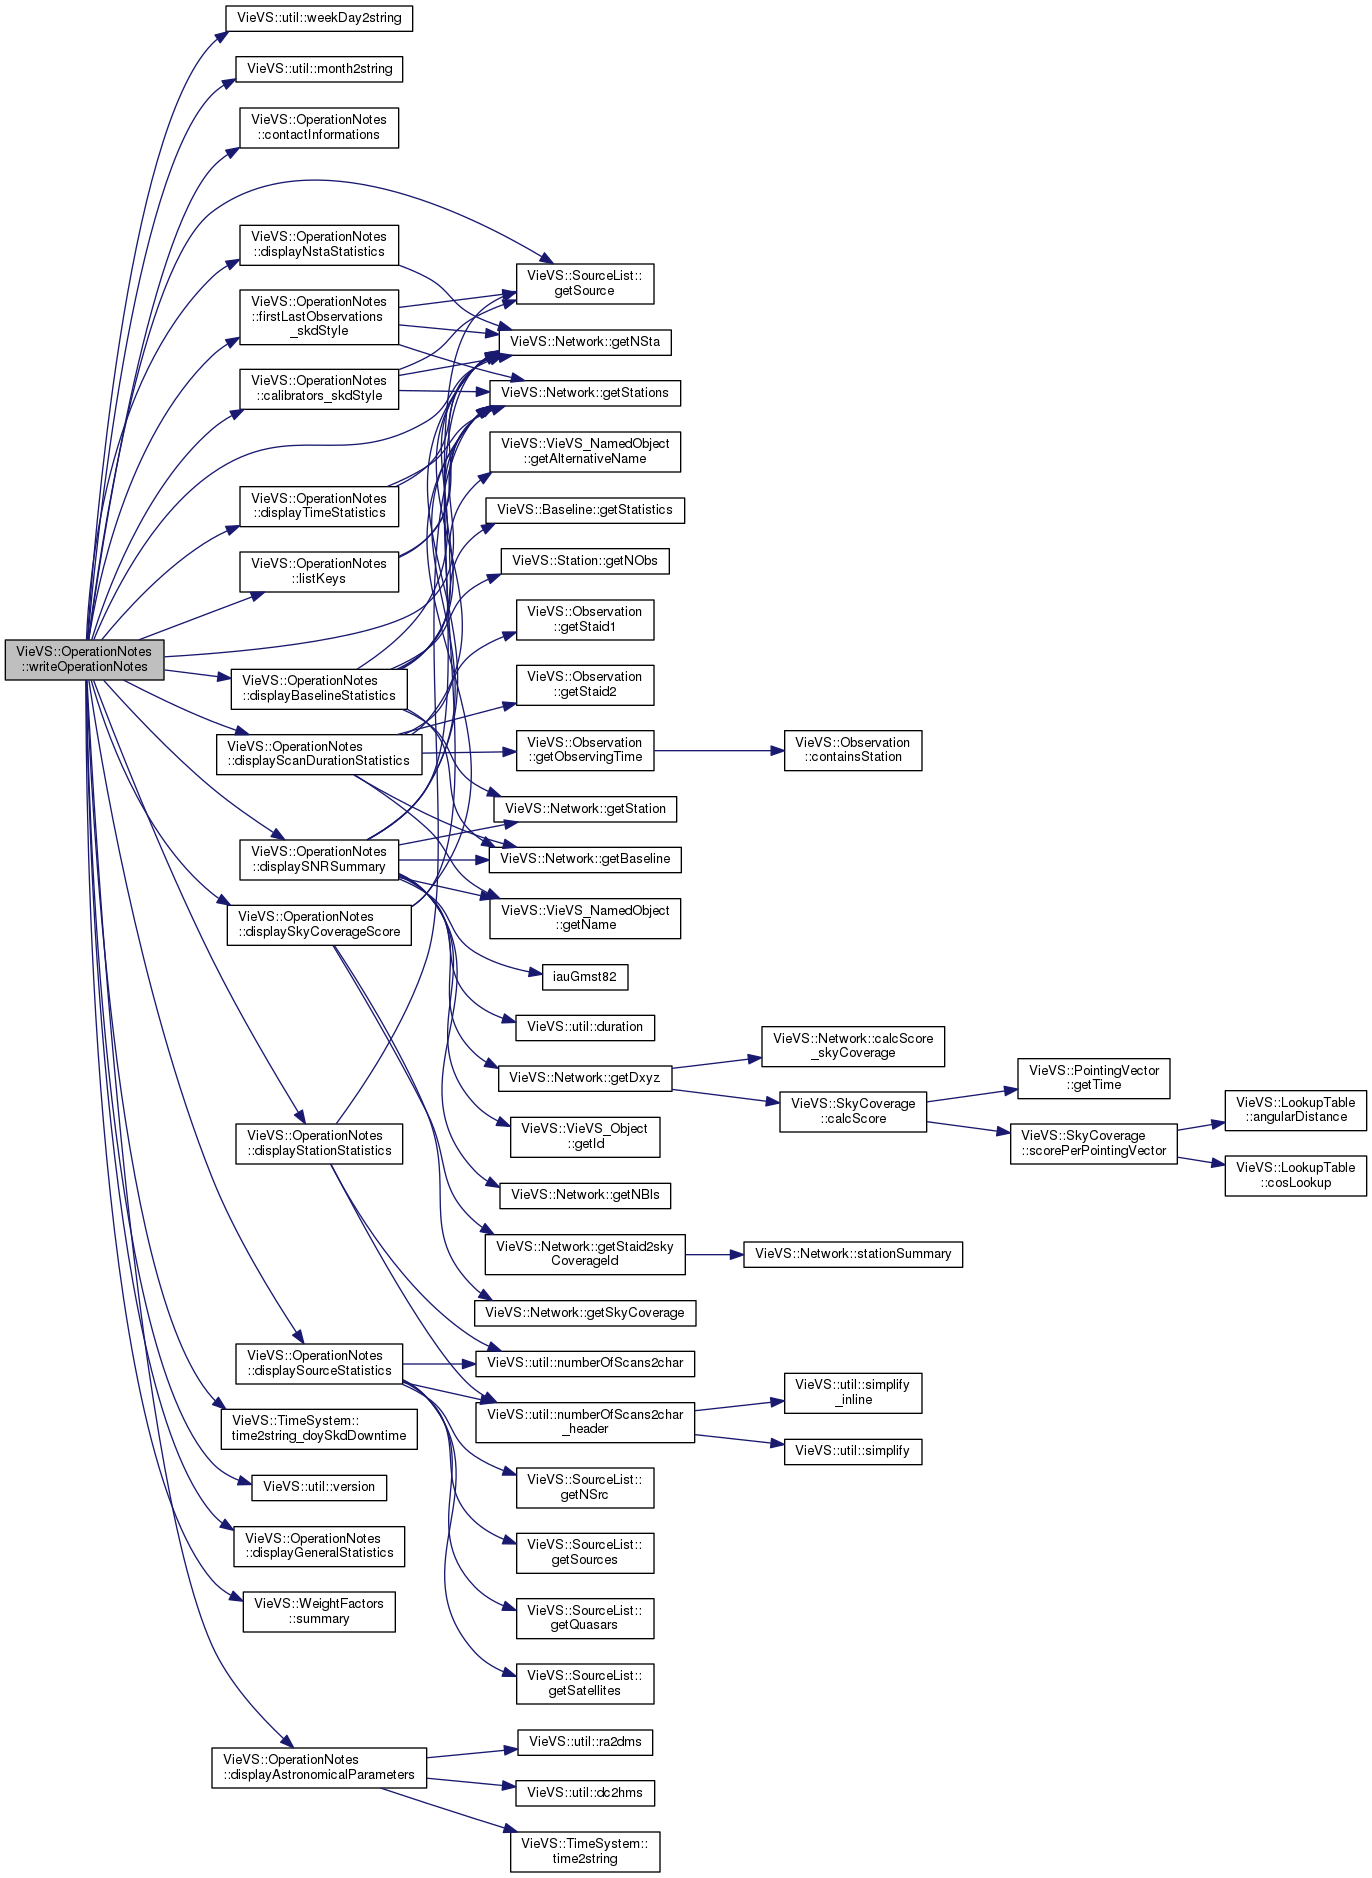 VieVS::util::weekDay2string
VieVS::util::month2string
VieVS::OperationNotes
::contactInformations
VieVS::OperationNotes
::displayNstaStatistics
VieVS::OperationNotes
::firstLastObservations
_skdStyle
VieVS::OperationNotes
::calibrators_skdStyle
VieVS::OperationNotes
::displayTimeStatistics
VieVS::OperationNotes
::listKeys
VieVS::OperationNotes
::writeOperationNotes
VieVS::OperationNotes
::displayBaselineStatistics
VieVS::OperationNotes
::displayScanDurationStatistics
VieVS::OperationNotes
::displaySNRSummary
VieVS::OperationNotes
::displaySkyCoverageScore
VieVS::OperationNotes
::displayStationStatistics
VieVS::OperationNotes
::displaySourceStatistics
VieVS::TimeSystem::
time2string_doySkdDowntime
VieVS::util::version
VieVS::OperationNotes
::displayGeneralStatistics
VieVS::WeightFactors
::summary
VieVS::OperationNotes
::displayAstronomicalParameters
VieVS::SourceList::
getSource
VieVS::Network::getNSta
VieVS::Network::getStations
VieVS::VieVS_NamedObject
::getAlternativeName
VieVS::Baseline::getStatistics
VieVS::Station::getNObs
VieVS::Observation
::getStaid1
VieVS::Observation
::getStaid2
VieVS::Observation
::getObservingTime
VieVS::Observation
::containsStation
VieVS::Network::getStation
VieVS::Network::getBaseline
VieVS::VieVS_NamedObject
::getName
iauGmst82
VieVS::util::duration
VieVS::Network::getDxyz
VieVS::Network::calcScore
_skyCoverage
VieVS::SkyCoverage
::calcScore
VieVS::PointingVector
::getTime
VieVS::SkyCoverage
::scorePerPointingVector
VieVS::LookupTable
::angularDistance
VieVS::LookupTable
::cosLookup
VieVS::VieVS_Object
::getId
VieVS::Network::getNBls
VieVS::Network::getStaid2sky
CoverageId
VieVS::Network::stationSummary
VieVS::Network::getSkyCoverage
VieVS::util::numberOfScans2char
VieVS::util::numberOfScans2char
_header
VieVS::util::simplify
_inline
VieVS::util::simplify
VieVS::SourceList::
getNSrc
VieVS::SourceList::
getSources
VieVS::SourceList::
getQuasars
VieVS::SourceList::
getSatellites
VieVS::util::ra2dms
VieVS::util::dc2hms
VieVS::TimeSystem::
time2string